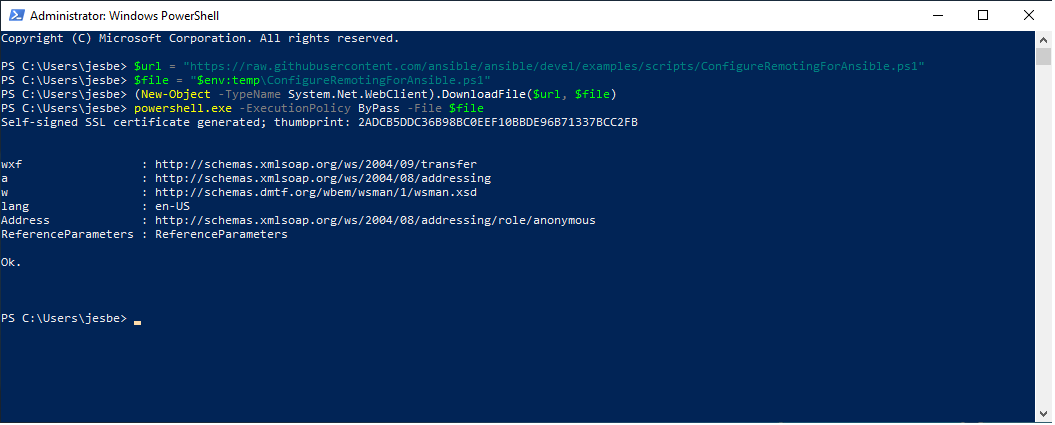 Administrator: Windows PowerShell
Copyright (C) Microsoft Corporation. All rights reserved.
PS C:\Users\jesbe> $url = "https://raw.githubusercontent.com/ansible/ansible/devel/examples/scripts/ConfigureRemotingForAnsible.ps1"
PS C:\Users\jesbe> $file = "$env:temp\ConfigureRemotingForAnsible.ps1"
PS C:\Users\jesbe> (New-Object -TypeName System.Net.WebClient).DownloadFile($url, $file)
PS C:\Users\jesbe> powershell.exe -ExecutionPolicy ByPass -File $file
Self-signed SSL certificate generated; thumbprint: 2ADCB5DDC36B98BC0EEF10BBDE96B71337BCC2FB
wxf : http://schemas.xmlsoap.org/ws/2004/09/transfer
a : http://schemas.xmlsoap.org/ws/2004/08/addressing
w : http://schemas.dmtf.org/wbem/wsman/1/wsman.xsd
lang : en-US
Address : http://schemas.xmlsoap.org/ws/2004/08/addressing/role/anonymous
ReferenceParameters : ReferenceParameters
Ok.
PS C:\Users\jesbe>